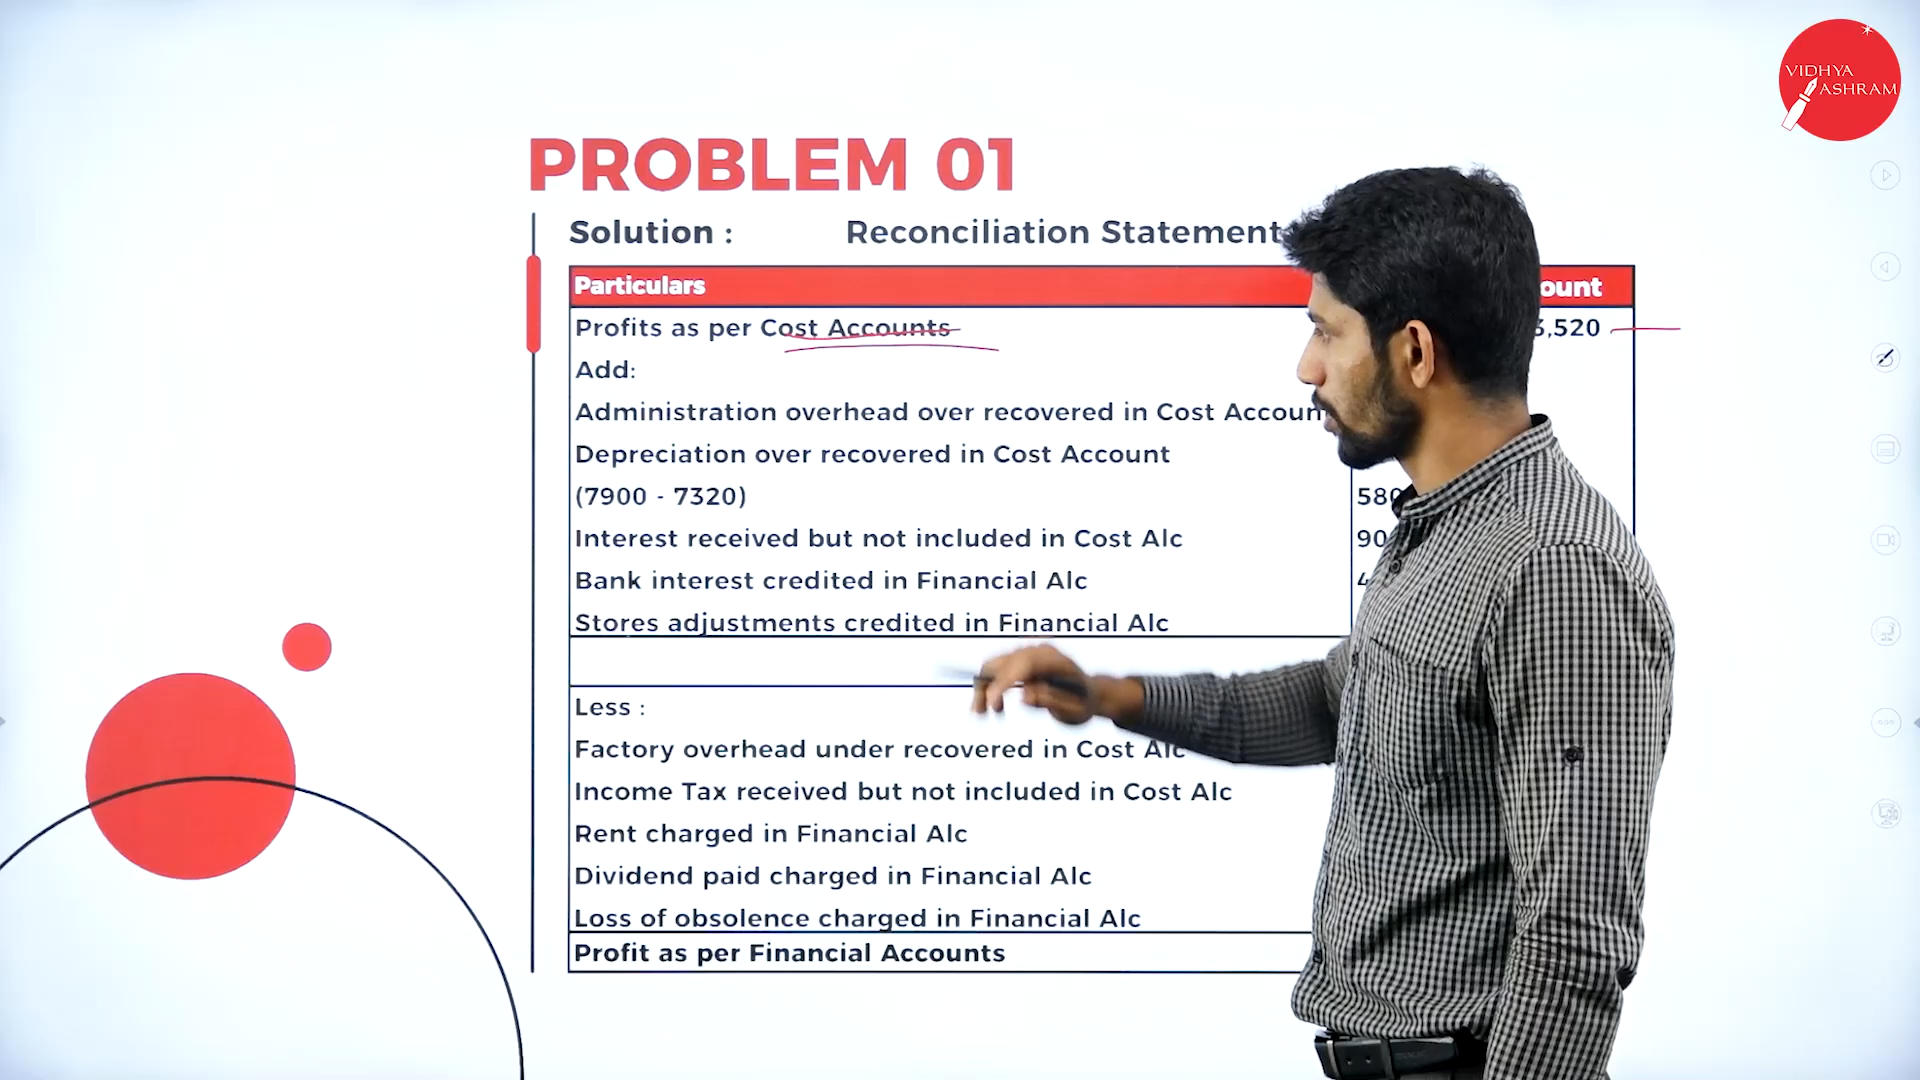 VIDHYA
ASHRAM
PROBLEM 01
Solution : Reconciliation Statement
Particulars
Profits as per Cost Accounts ,520
Add:
Administration overhead over recovered in Cost
Depreciation over recovered in Cost Account
(7900 - 7320) 580
Interest received but not included in Cost Alc
Bank interest credited in Financial Alc
Stores adjustments credited in Financial Alc
Less :
Factory overhead under recovered in Cost Alc
Income Tax received but not included in Cost Alc
Rent charged in Financial Alc
Dividend paid charged in Financial Alc
Loss of obsolence charged in Financial Alc
Profit as per Financial Accounts